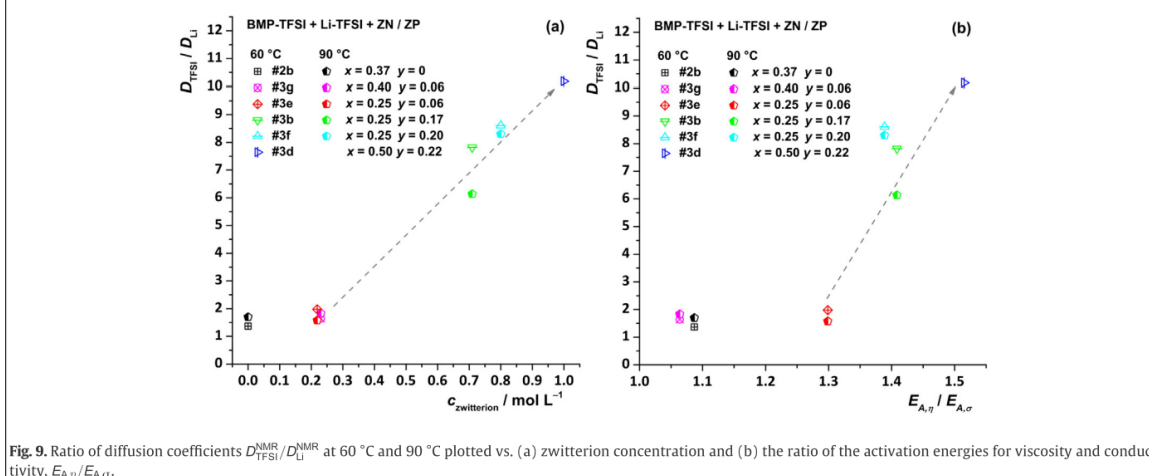 BMP-TFSI + Li-TFSI + ZN / ZP (a)
60 °C 90 °C
#2b x = 0.37 y = 0
#3g x = 0.40 y = 0.06
#3e x = 0.25 y = 0.06
#3b x = 0.25 y = 0.17
#3f x = 0.25 y = 0.20
#3d x = 0.50 y = 0.22
D_TFSI / D_Li
12
11
10
9
8
7
6
5
4
3
2
1
0
0.0 0.1 0.2 0.3 0.4 0.5 0.6 0.7 0.8 0.9 1.0
c_zwitterion / mol L⁻¹
BMP-TFSI + Li-TFSI + ZN / ZP (b)
60 °C 90 °C
#2b x = 0.37 y = 0
#3g x = 0.40 y = 0.06
#3e x = 0.25 y = 0.06
#3b x = 0.25 y = 0.17
#3f x = 0.25 y = 0.20
#3d x = 0.50 y = 0.22
D_TFSI / D_Li
12
11
10
9
8
7
6
5
4
3
2
1
0
1.0 1.1 1.2 1.3 1.4 1.5
E_A,η / E_A,σ
Fig. 9. Ratio of diffusion coefficients D_TFSI^NMR/D_Li^NMR at 60 °C and 90 °C plotted vs. (a) zwitterion concentration and (b) the ratio of the activation energies for viscosity and conduc
tivity, E_A,η/E_A,σ.